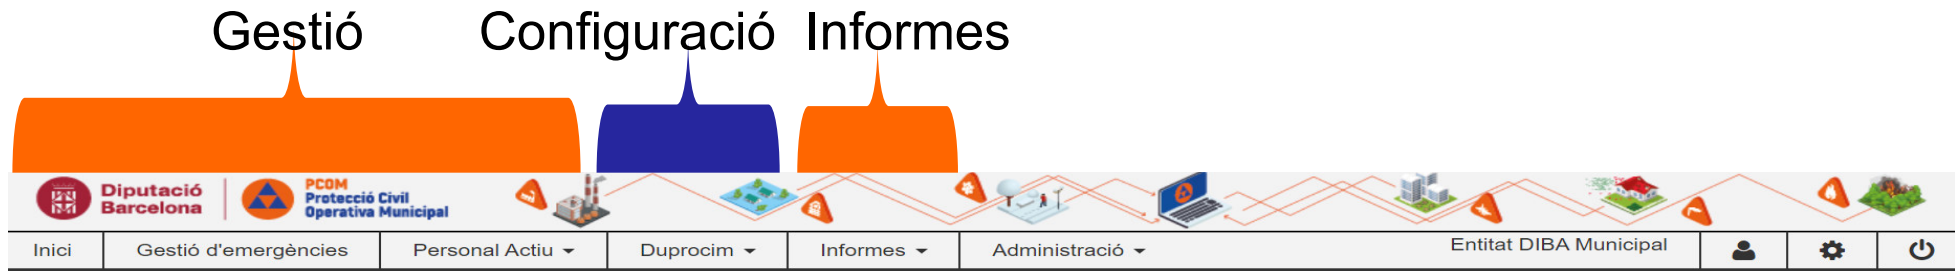 Gestió Configuració Informes
Diputació
Barcelona
PCOM
Protecció Civil
Operativa Municipal
Inici Gestió d'emergències Personal Actiu Duprocim Informes Administració Entitat DIBA Municipal